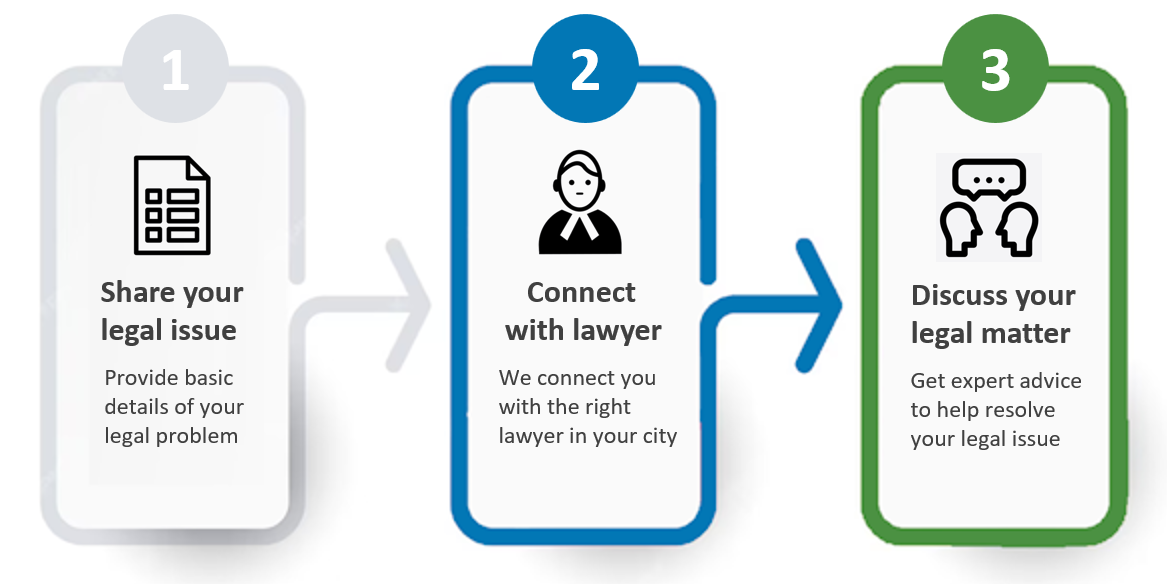 1
Share your
legal issue
Provide basic
details of your
legal problem
2
Connect
with lawyer
We connect you
with the right
lawyer in your city
3
Discuss your
legal matter
Get expert advice
to help resolve
your legal issue